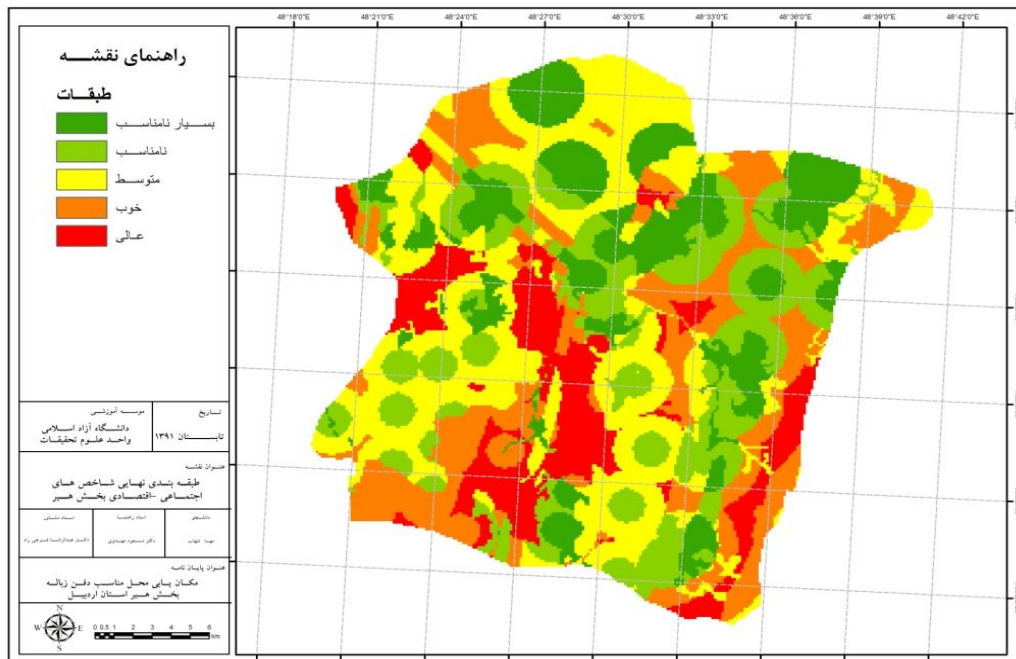 48°18'0"E 48°21'0"E 48°24'0"E 48°27'0"E 48°30'0"E 48°33'0"E 48°36'0"E 48°39'0"E 48°42'0"E
راهنمای نقشه
طبقات
بسیار نامناسب
نامناسب
متوسط
خوب
عالی
تاریخ
تابستان ۱۳۹۱
موسسه آموزشی
دانشگاه آزاد اسلامی
واحد علوم تحقیقات
عنوان نقشه
طبقه بندی نهایی شاخص های
اجتماعی -اقتصادی بخش هیر
دانشجو
استاد راهنما
دکتر مسعود مهدوی
استاد مشاور
عنوان پایان نامه
مکان یابی محل مناسب دفن زباله
بخش هیر استان اردبیل
N
W E
S
0 0.5 1 2 3 4 5 6
km